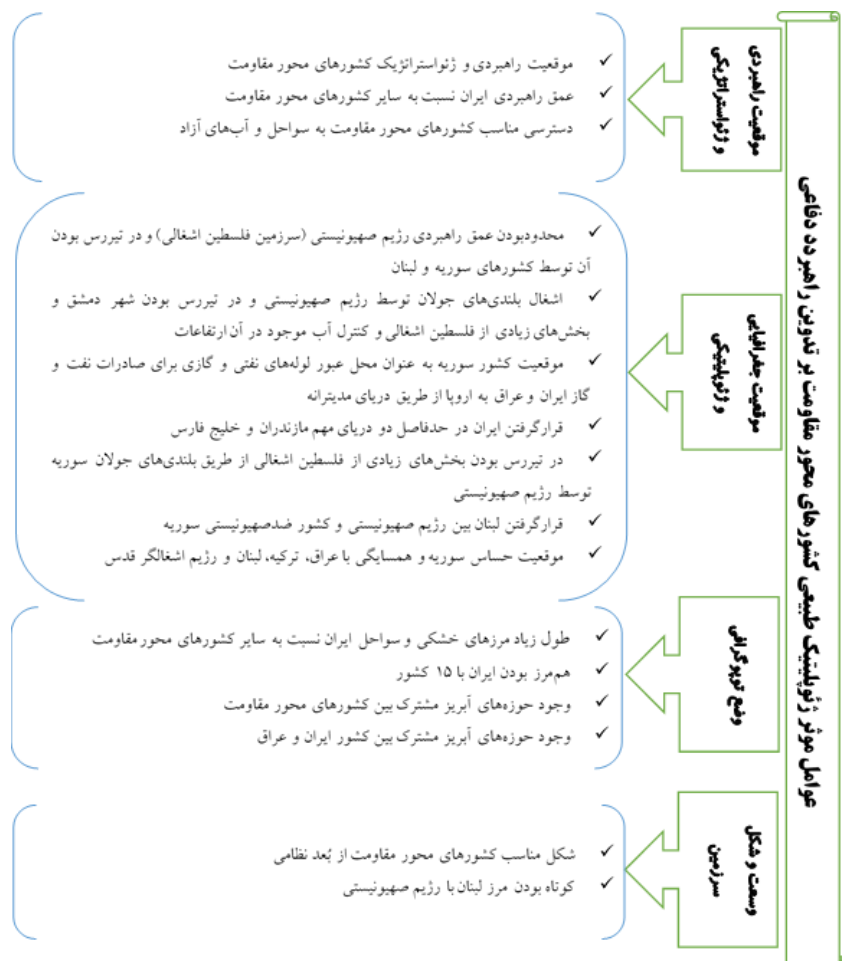 عوامل موثر ژئوپلیتیک طبیعی کشورهای محور مقاومت بر تدوین راهبردد دفاعی
موقعیت راهبردی
و ژئواستراتژیکی
✓ موقعیت راهبردی و ژئواستراتژیک کشورهای محور مقاومت
✓ عمق راهبردی ایران نسبت به سایر کشورهای محور مقاومت
✓ دسترسی مناسب کشورهای محور مقاومت به سواحل و آب‌های آزاد
موقعیت جغرافیایی
و ژئوپلیتیکی
✓ محدودبودن عمق راهبردی رژیم صهیونیستی (سرزمین فلسطین اشغالی) و در تیررس بودن
آن توسط کشورهای سوریه و لبنان
✓ اشغال بلندی‌های جولان توسط رژیم صهیونیستی و در تیررس بودن شهر دمشق و
بخش‌های زیادی از فلسطین اشغالی و کنترل آب موجود در آن ارتفاعات
✓ موقعیت کشور سوریه به عنوان محل عبور لوله‌های نفتی و گازی برای صادرات نفت و
گاز ایران و عراق به اروپا از طریق دریای مدیترانه
✓ قرارگرفتن ایران در حدفاصل دو دریای مهم مازندران و خلیج فارس
✓ در تیررس بودن بخش‌های زیادی از فلسطین اشغالی از طریق بلندی‌های جولان سوریه
توسط رژیم صهیونیستی
✓ قرارگرفتن لبنان بین رژیم صهیونیستی و کشور ضدصهیونیستی سوریه
✓ موقعیت حساس سوریه و همسایگی با عراق، ترکیه،لبنان و رژیم اشغالگر قدس
وضع توپوگرافی
✓ طول زیاد مرزهای خشکی و سواحل ایران نسبت به سایر کشورهای محور مقاومت
✓ هم‌مرز بودن ایران با ۱۵ کشور
✓ وجود حوزه‌های آبریز مشترک بین کشورهای محور مقاومت
✓ وجود حوزه‌های آبریز مشترک بین کشور ایران و عراق
وسعت و شکل
سرزمین
✓ شکل مناسب کشورهای محور مقاومت از بُعد نظامی
✓ کوتاه بودن مرز لبنان با رژیم صهیونیستی